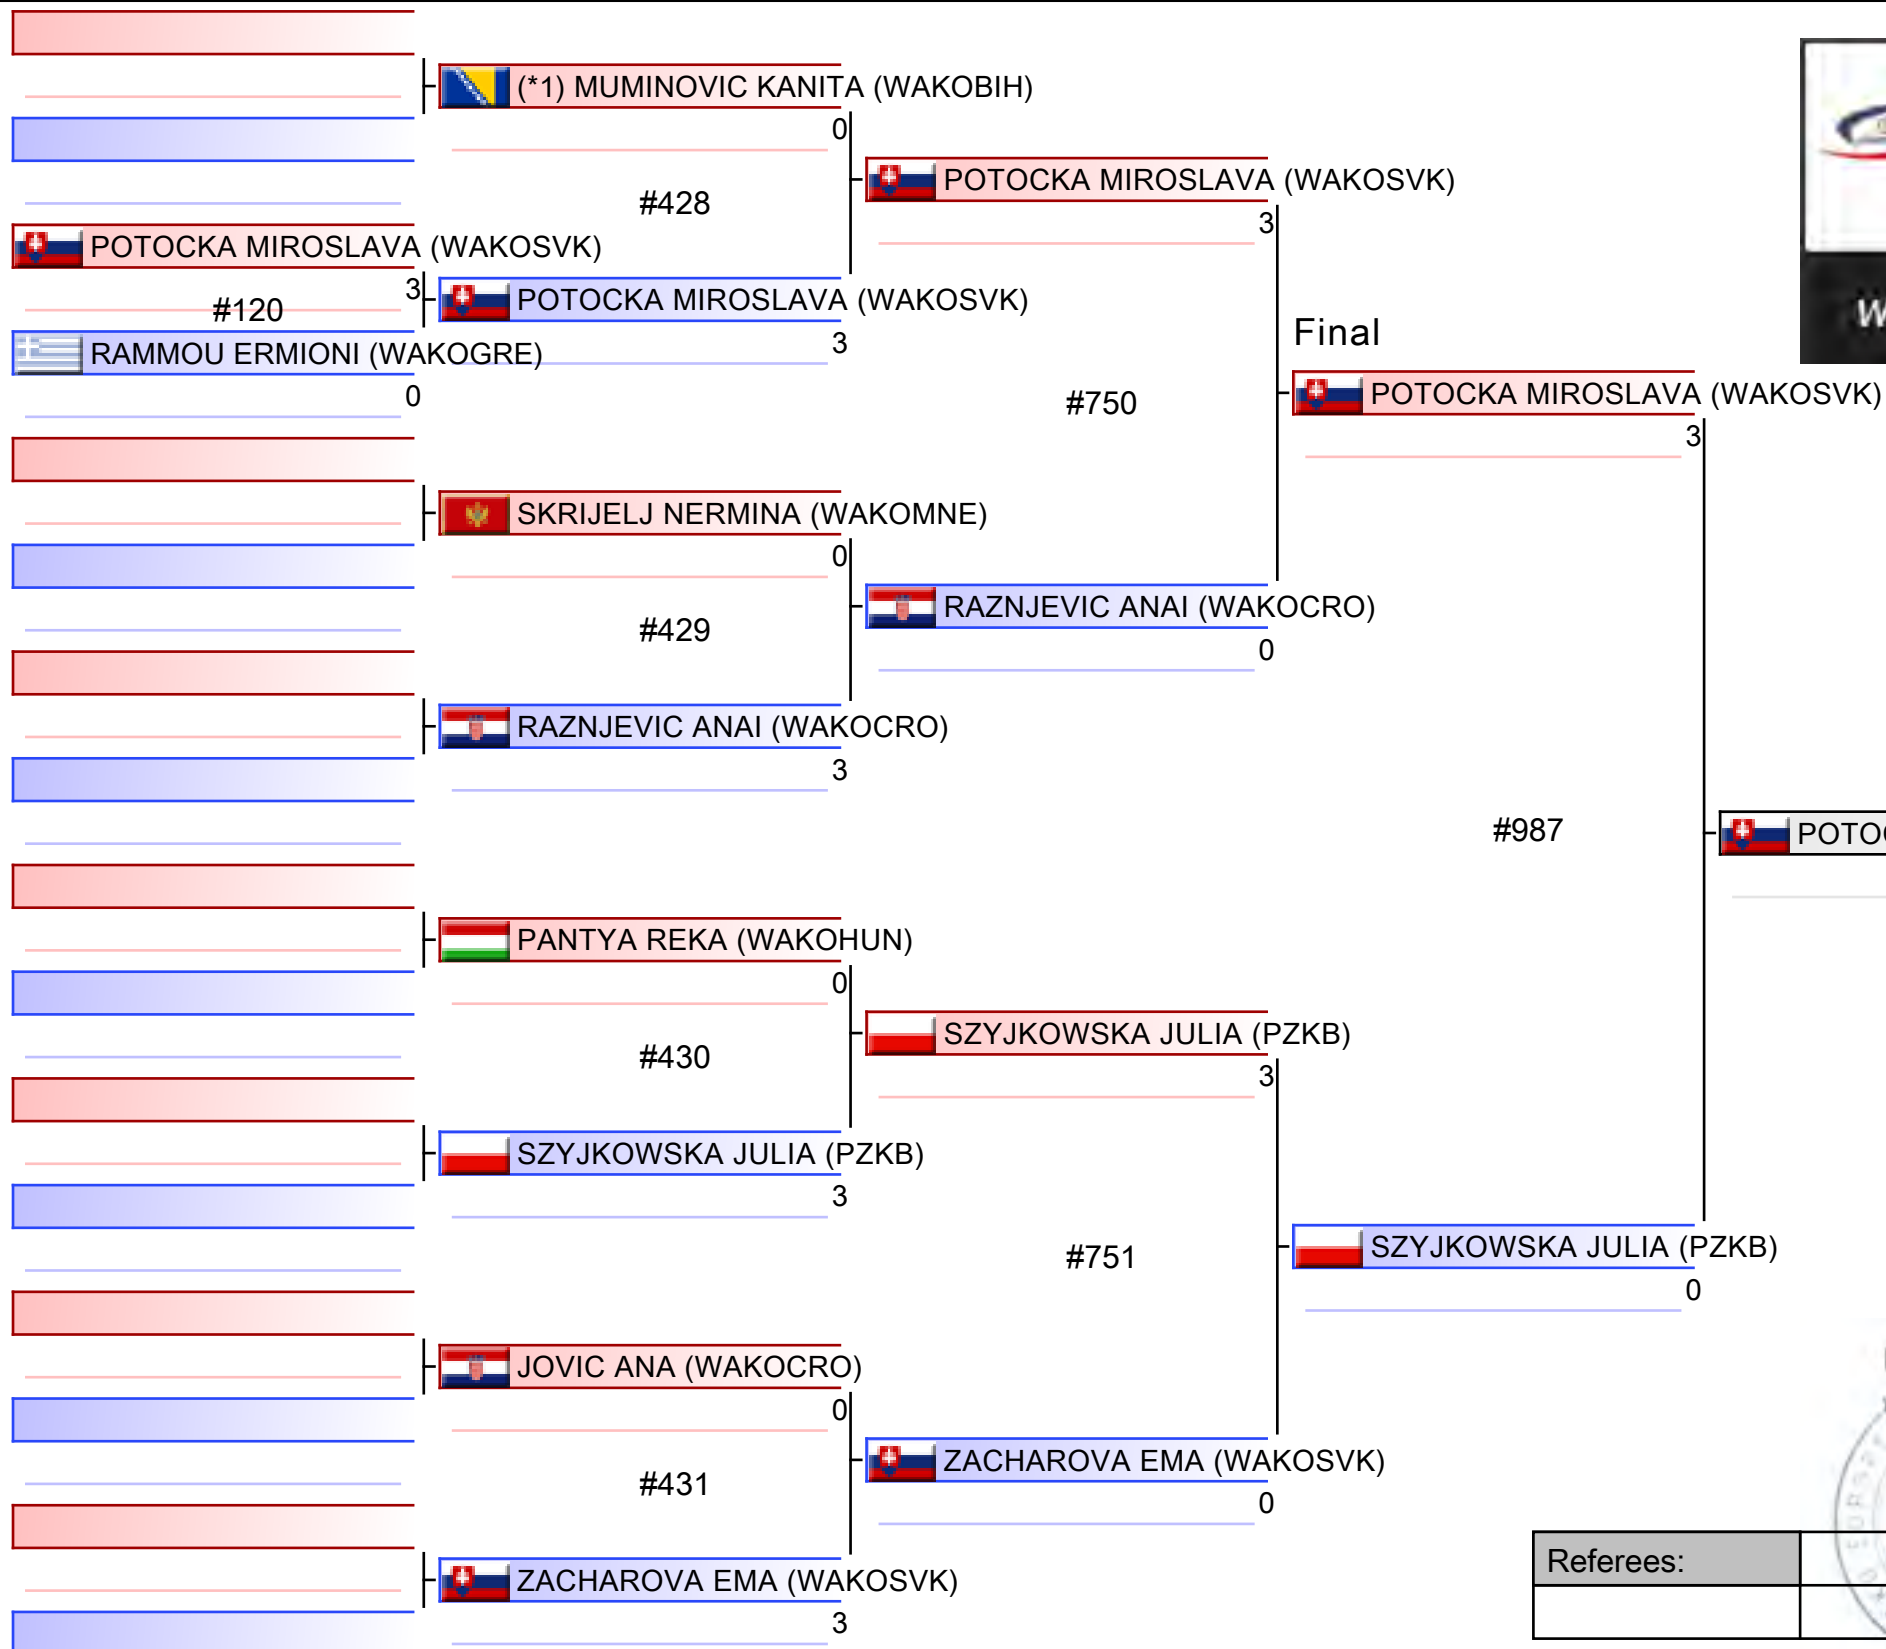 (*1) MUMINOVIC KANITA (WAKOBIH)
0
#428
POTOCKA MIROSLAVA (WAKOSVK)
3
POTOCKA MIROSLAVA (WAKOSVK)
3
#120
POTOCKA MIROSLAVA (WAKOSVK)
3
RAMMOU ERMIONI (WAKOGRE)
0
Final
#750
POTOCKA MIROSLAVA (WAKOSVK)
3
SKRIJELJ NERMINA (WAKOMNE)
0
#429
RAZNJEVIC ANAI (WAKOCRO)
0
RAZNJEVIC ANAI (WAKOCRO)
3
#987
PANTYA REKA (WAKOHUN)
0
#430
SZYJKOWSKA JULIA (PZKB)
3
SZYJKOWSKA JULIA (PZKB)
3
#751
SZYJKOWSKA JULIA (PZKB)
0
JOVIC ANA (WAKOCRO)
0
#431
ZACHAROVA EMA (WAKOSVK)
0
ZACHAROVA EMA (WAKOSVK)
3
Referees: